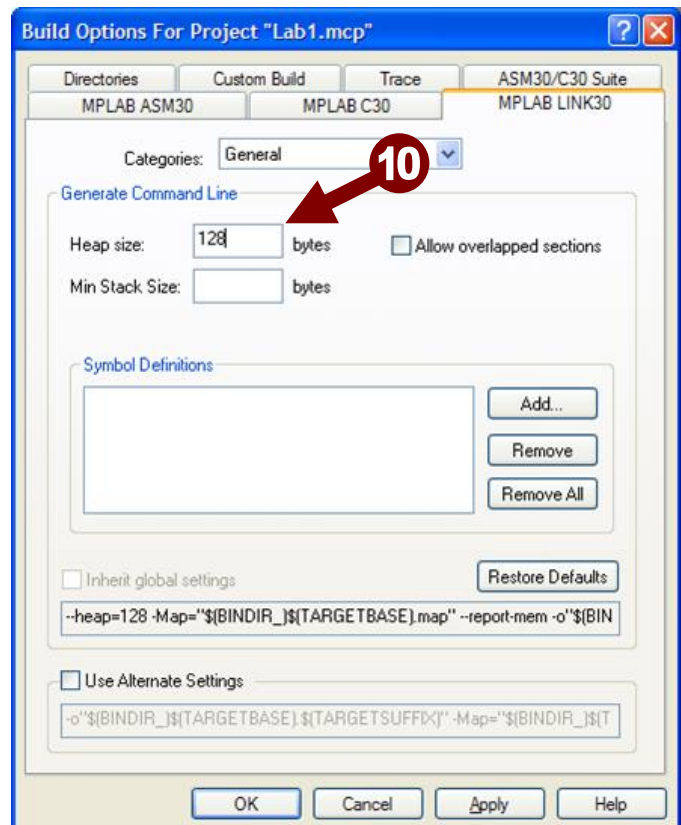 Build Options For Project "Lab1.mcp"
Directories Custom Build Trace ASM30/C30 Suite
MPLAB ASM30 MPLAB C30 MPLAB LINK30
Categories: General
10
Generate Command Line
Heap size: 128 bytes Allow overlapped sections
Min Stack Size: bytes
Symbol Definitions
Add...
Remove
Remove All
Inherit global settings Restore Defaults
--heap=128 -Map="$(BINDIR_)$(TARGETBASE).map" --report-mem -o"$(BIN
Use Alternate Settings
-o"$(BINDIR_)$(TARGETBASE).$(TARGETSUFFIX)" -Map="$(BINDIR_)$(T
OK Cancel Apply Help